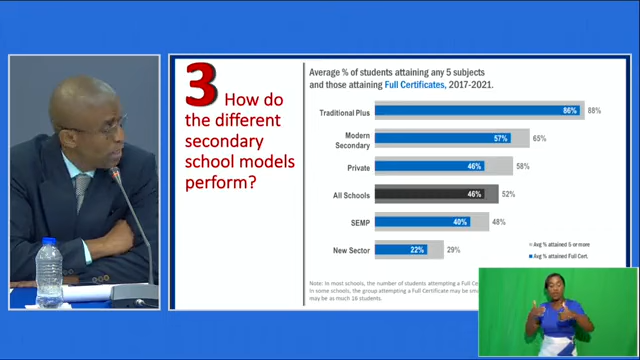 3 How do
the different
secondary
school models
perform?
Average % of students attaining any 5 subjects
and those attaining Full Certificates, 2017-2021.
Traditional Plus 86% 88%
Modern
Secondary 57% 65%
Private 46% 58%
All Schools 46% 52%
SEMP 40% 48%
New Sector 22% 29%
Avg % attained 5 or more
Avg % attained Full Cert.
Note: In most schools, the number of students attempting a Full
In some schools, the group attempting a Full Certificate may be
may be as much 16 students.